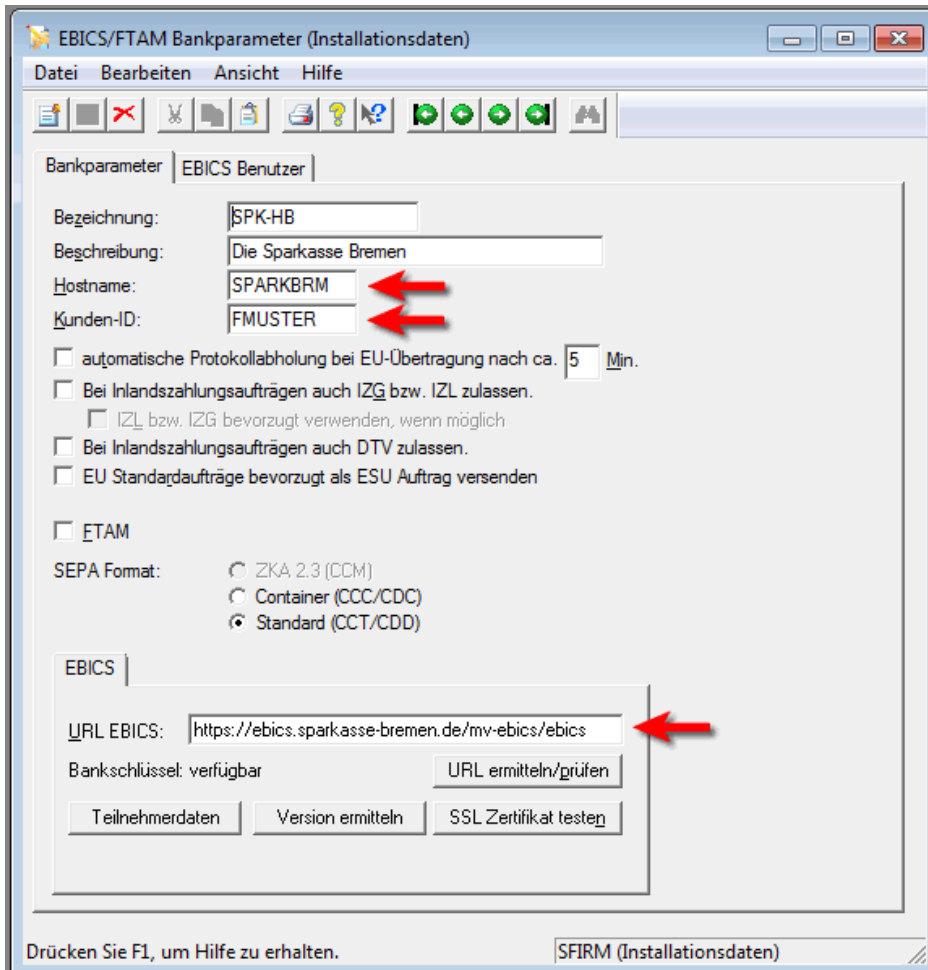 EBICS/FTAM Bankparameter (Installationsdaten)
Datei Bearbeiten Ansicht Hilfe
Bankparameter EBICS Benutzer
Bezeichnung: SPK-HB
Beschreibung: Die Sparkasse Bremen
Hostname: SPARKBRM
Kunden-ID: FMUSTER
automatische Protokollabholung bei EU-Übertragung nach ca. 5 Min.
Bei Inlandszahlungsaufträgen auch IZG bzw. IZL zulassen.
IZL bzw. IZG bevorzugt verwenden, wenn möglich
Bei Inlandszahlungsaufträgen auch DTV zulassen.
EU Standardaufträge bevorzugt als ESU Auftrag versenden
FTAM
SEPA Format: ZKA 2.3 (CCM)
Container (CCC/CDC)
Standard (CCT/CDD)
EBICS
URL EBICS: https://ebics.sparkasse-bremen.de/mv-ebics/ebics
Bankschlüssel: verfügbar URL ermitteln/prüfen
Teilnehmerdaten Version ermitteln SSL Zertifikat testen
Drücken Sie F1, um Hilfe zu erhalten. SFIRM (Installationsdaten)